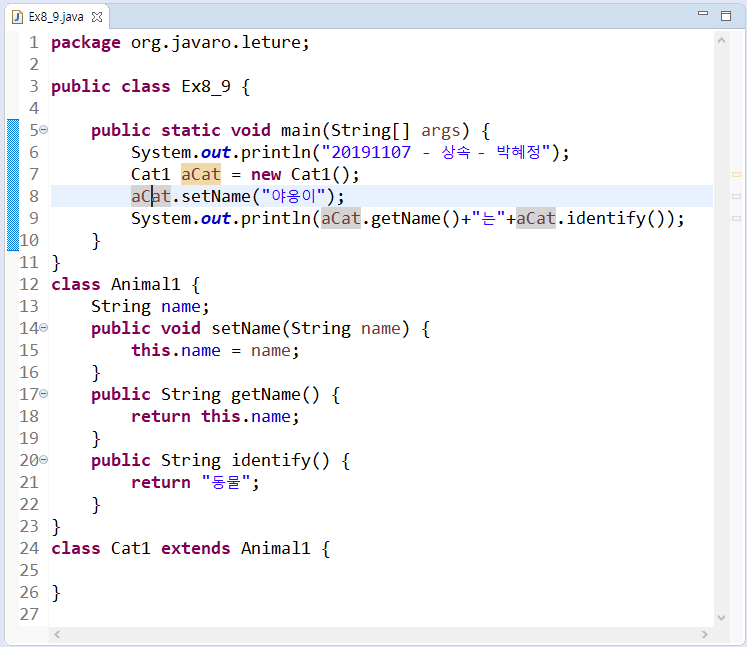 Ex8_9.java
1 package org.javaro.leture;
2
3 public class Ex8_9 {
4
5     public static void main(String[] args) {
6         System.out.println("20191107 - 상속 - 박혜정");
7         Cat1 aCat = new Cat1();
8         aCat.setName("야옹이");
9         System.out.println(aCat.getName()+"는"+aCat.identify());
10     }
11 }
12 class Animal1 {
13     String name;
14     public void setName(String name) {
15         this.name = name;
16     }
17     public String getName() {
18         return this.name;
19     }
20     public String identify() {
21         return "동물";
22     }
23 }
24 class Cat1 extends Animal1 {
25
26 }
27